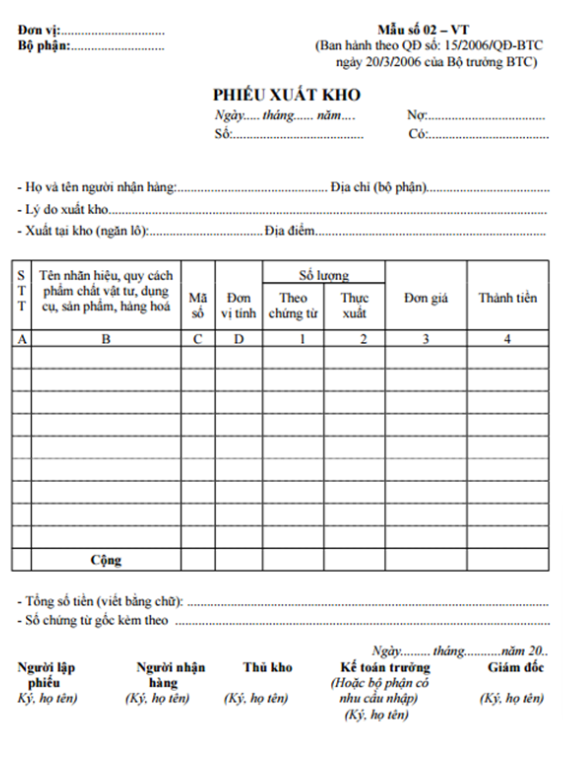 Đơn vị:................................
Bộ phận:.............................
Mẫu số 02 – VT
(Ban hành theo QĐ số: 15/2006/QĐ-BTC
ngày 20/3/2006 của Bộ trưởng BTC)
PHIẾU XUẤT KHO
Ngày..... tháng...... năm....
Nợ:....................................
Số:........................................
Có:.....................................
- Họ và tên người nhận hàng:.............................................. Địa chỉ (bộ phận)......................................
- Lý do xuất kho.......................................................................................................................................
- Xuất tại kho (ngăn lô):...................................Địa điểm.......................................................................
STT
Tên nhãn hiệu, quy cách phẩm chất vật tư, dụng cụ, sản phẩm, hàng hoá
Mã số
Đơn vị tính
Số lượng
Theo chứng từ
Thực xuất
Đơn giá
Thành tiền
A B C D 1 2 3 4
Cộng
- Tổng số tiền (viết bằng chữ): ................................................................................................................
- Số chứng từ gốc kèm theo ...................................................................................................................
Ngày......... tháng...........năm 20..
Người lập phiếu
(Ký, họ tên)
Người nhận hàng
(Ký, họ tên)
Thủ kho
(Ký, họ tên)
Kế toán trưởng
(Hoặc bộ phận có nhu cầu nhập)
(Ký, họ tên)
Giám đốc
(Ký, họ tên)